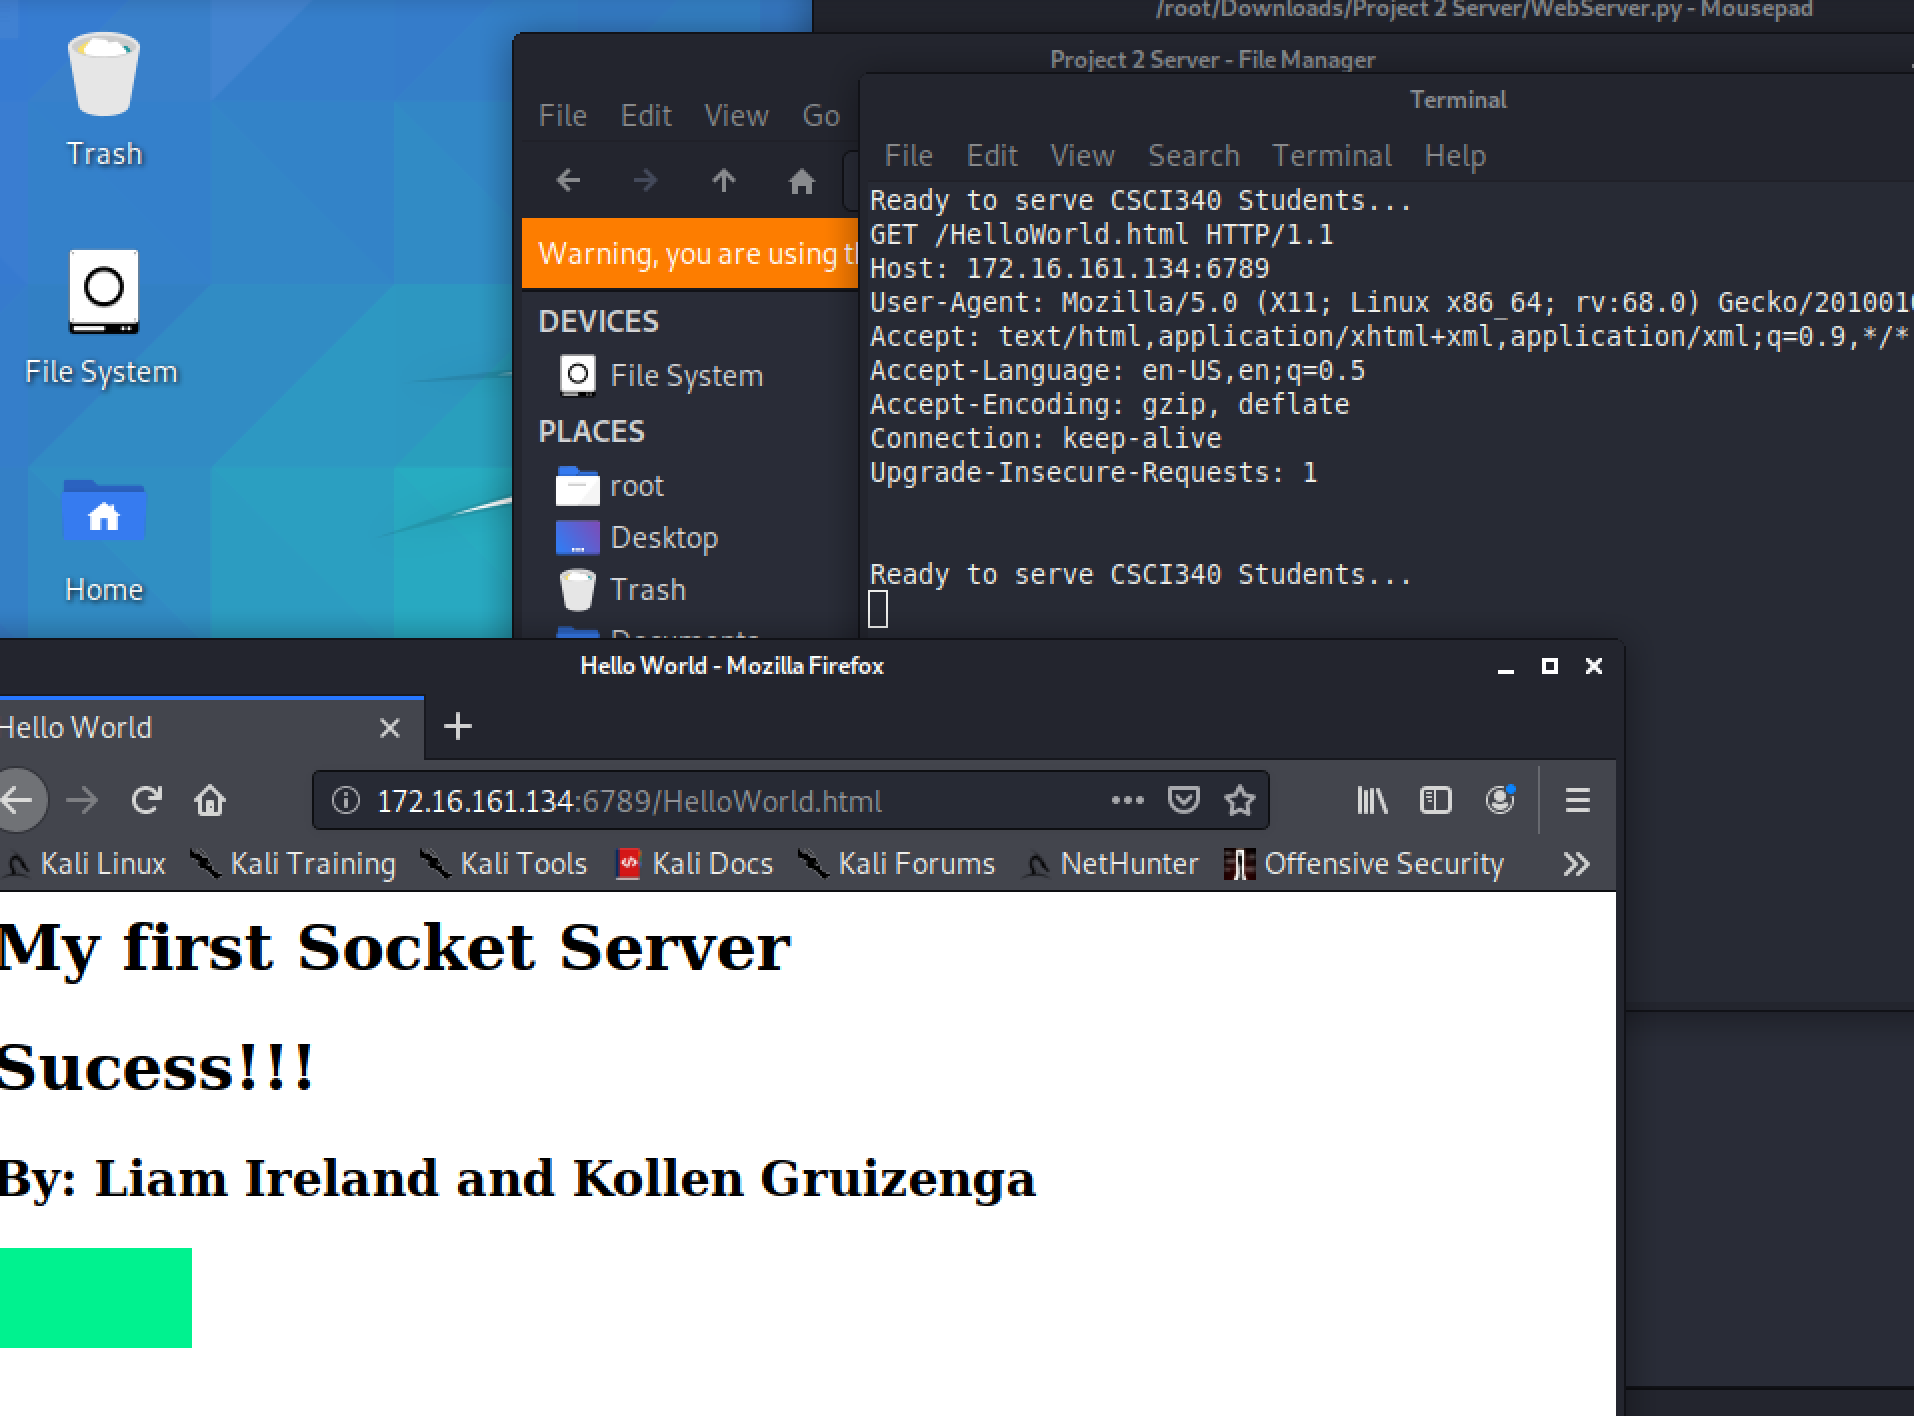 /root/Downloads/Project 2 Server/WebServer.py - Mousepad
Project 2 Server - File Manager
File Edit View Go
Warning, you are using
DEVICES
File System
PLACES
root
Desktop
Trash
Documents
Terminal
File Edit View Search Terminal Help
Ready to serve CSCI340 Students...
GET /HelloWorld.html HTTP/1.1
Host: 172.16.161.134:6789
User-Agent: Mozilla/5.0 (X11; Linux x86_64; rv:68.0) Gecko/2010010
Accept: text/html,application/xhtml+xml,application/xml;q=0.9,*/*
Accept-Language: en-US,en;q=0.5
Accept-Encoding: gzip, deflate
Connection: keep-alive
Upgrade-Insecure-Requests: 1
Ready to serve CSCI340 Students...
Trash
File System
Home
Hello World - Mozilla Firefox
Hello World
172.16.161.134:6789/HelloWorld.html
Kali Linux Kali Training Kali Tools Kali Docs Kali Forums NetHunter Offensive Security
My first Socket Server
Sucess!!!
By: Liam Ireland and Kollen Gruizenga